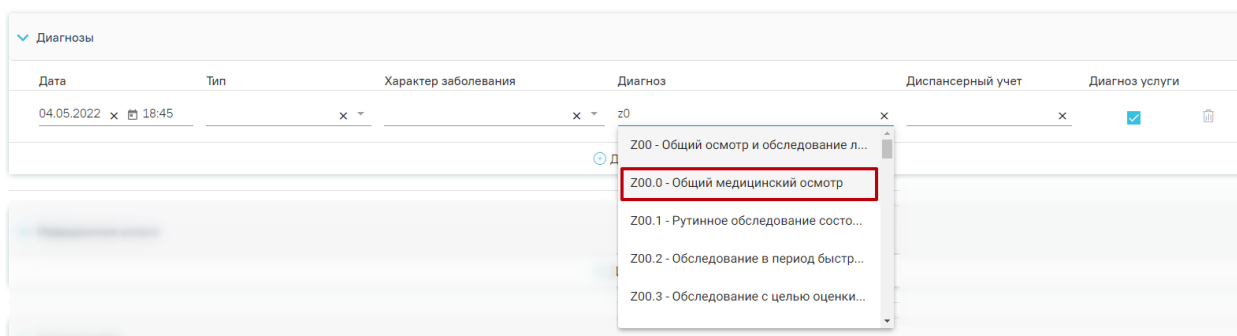 Диагнозы
Дата Тип Характер заболевания Диагноз Диспансерный учет Диагноз услуги
04.05.2022 18:45 z0
Z00 - Общий осмотр и обследование л...
Z00.0 - Общий медицинский осмотр
Z00.1 - Рутинное обследование состо...
Z00.2 - Обследование в период быстр...
Z00.3 - Обследование с целью оценки...